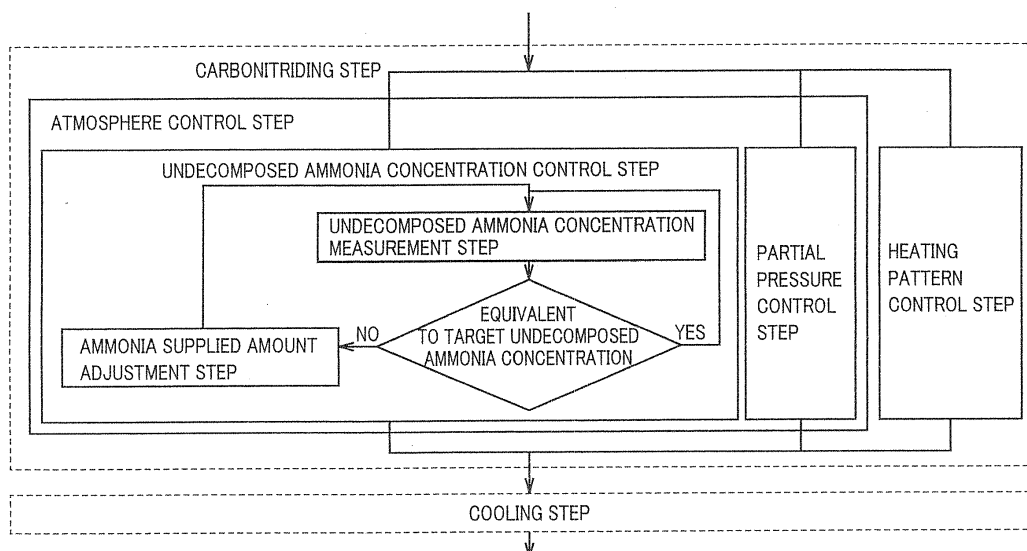 CARBONITRIDING STEP
ATMOSPHERE CONTROL STEP
UNDECOMPOSED AMMONIA CONCENTRATION CONTROL STEP
UNDECOMPOSED AMMONIA CONCENTRATION
MEASUREMENT STEP
EQUIVALENT
TO TARGET UNDECOMPOSED
AMMONIA CONCENTRATION
NO
YES
AMMONIA SUPPLIED AMOUNT
ADJUSTMENT STEP
PARTIAL
PRESSURE
CONTROL
STEP
HEATING
PATTERN
CONTROL STEP
COOLING STEP